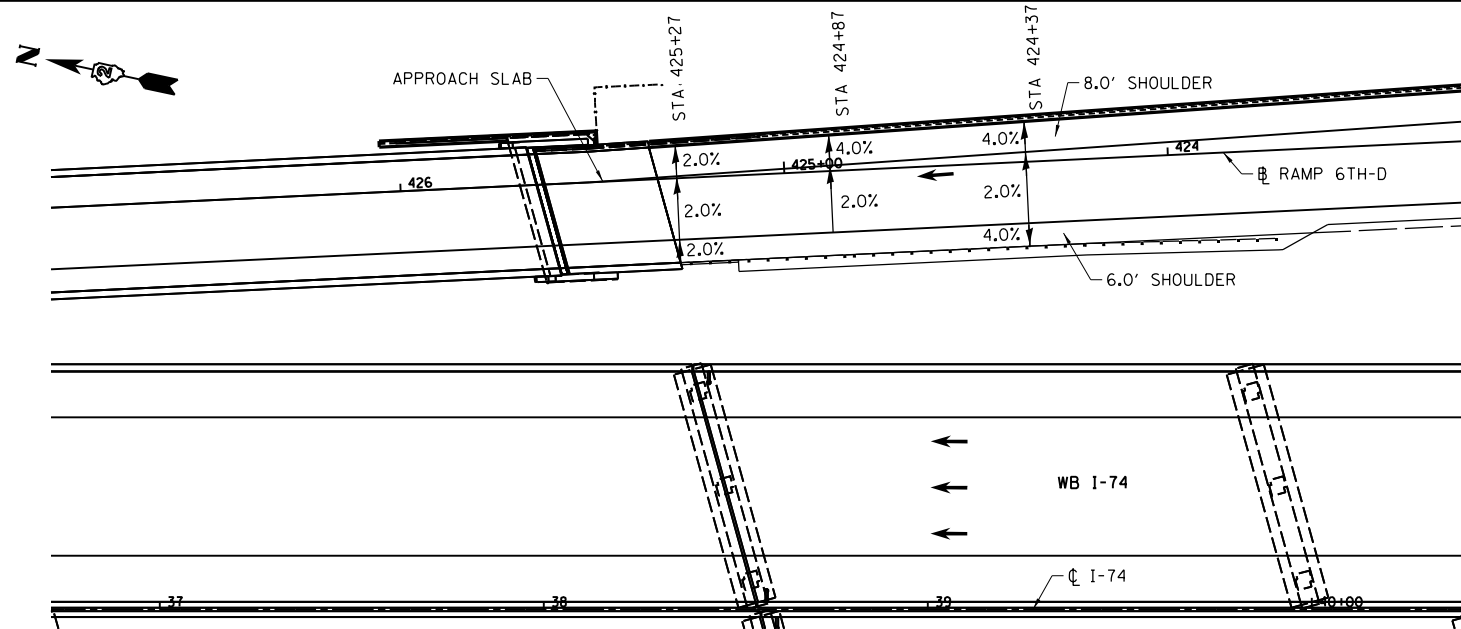 N
2
APPROACH SLAB
STA. 425+27
STA 424+87
STA 424+37
8.0' SHOULDER
2.0%
4.0%
4.0%
426
425+00
424
℄ RAMP 6TH-D
2.0%
2.0%
2.0%
2.0%
4.0%
6.0' SHOULDER
WB I-74
℄ I-74
37
38
39
40+00